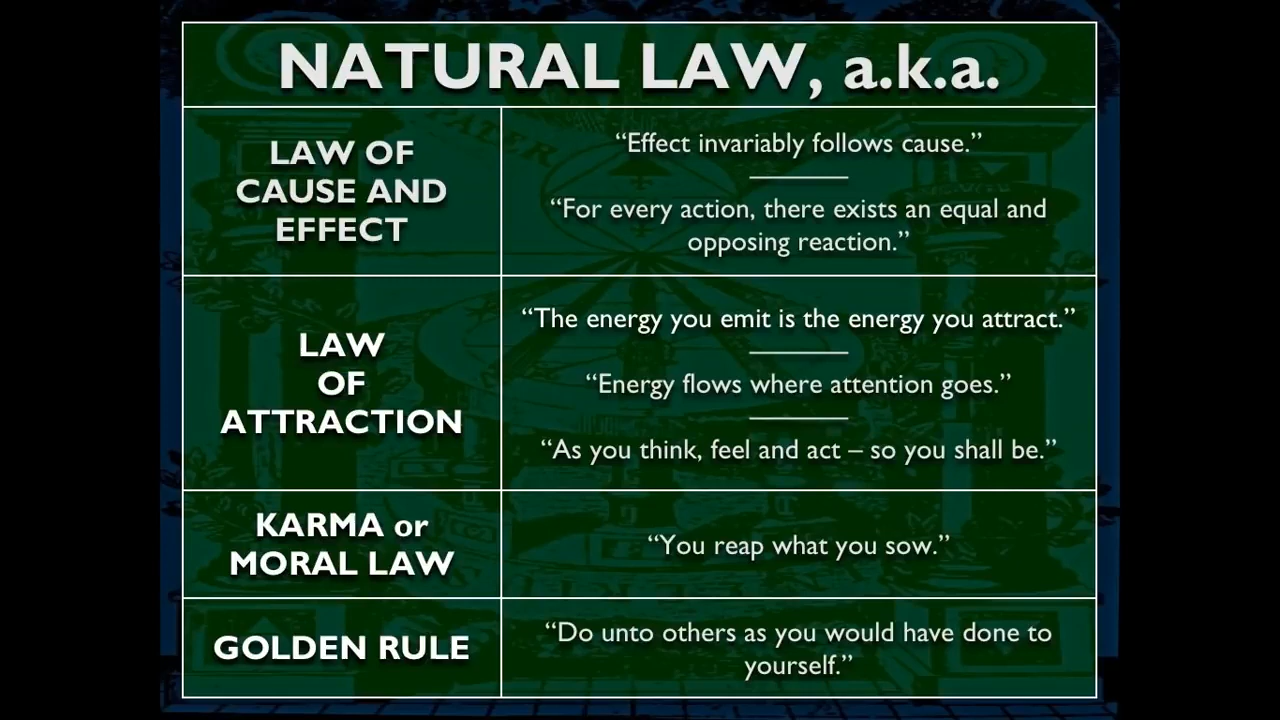 NATURAL LAW, a.k.a.
LAW OF
CAUSE AND
EFFECT
“Effect invariably follows cause.”
“For every action, there exists an equal and
opposing reaction.”
LAW
OF
ATTRACTION
“The energy you emit is the energy you attract.”
“Energy flows where attention goes.”
“As you think, feel and act – so you shall be.”
KARMA or
MORAL LAW
“You reap what you sow.”
GOLDEN RULE
“Do unto others as you would have done to
yourself.”